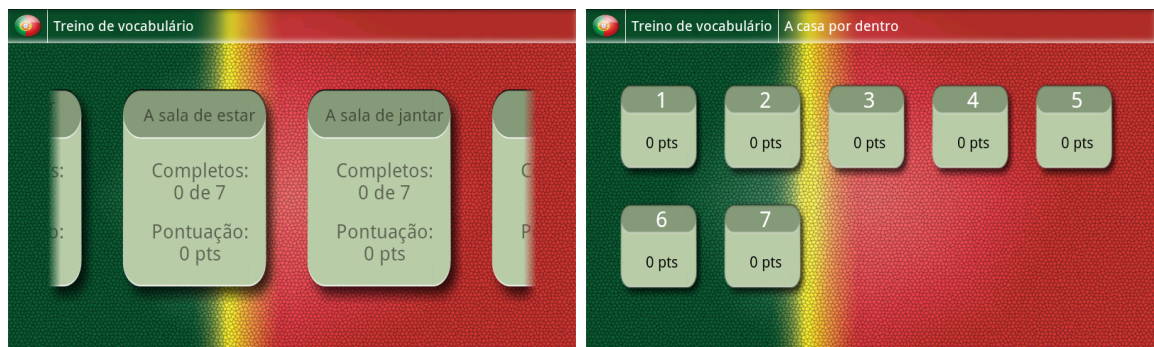 Treino de vocabulário
A sala de estar
Completos:
0 de 7
Pontuação:
0 pts
A sala de jantar
Completos:
0 de 7
Pontuação:
0 pts
Treino de vocabulário
A casa por dentro
1
0 pts
2
0 pts
3
0 pts
4
0 pts
5
0 pts
6
0 pts
7
0 pts